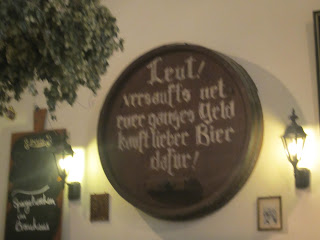 Leut!
versaufts net
euer ganzes Geld
kauft lieber Bier
dafür!